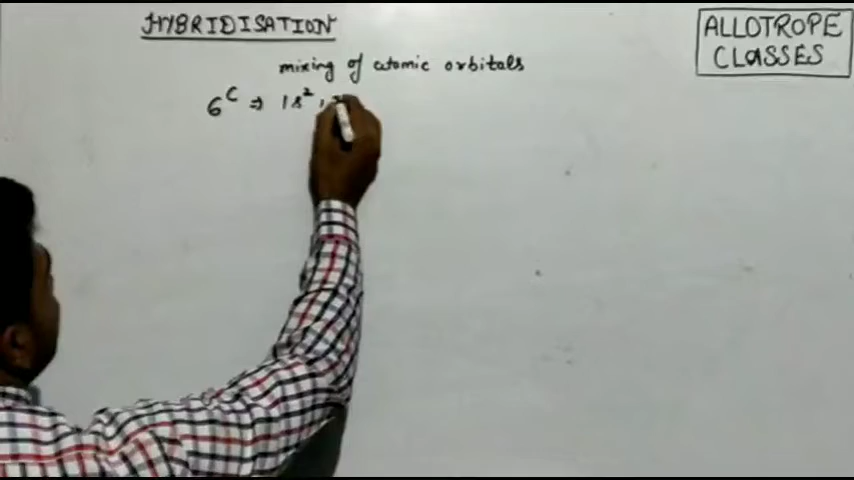 HYBRIDISATION
ALLOTROPE
CLASSES
mixing of atomic orbitals
6C ⇒ 1s²,